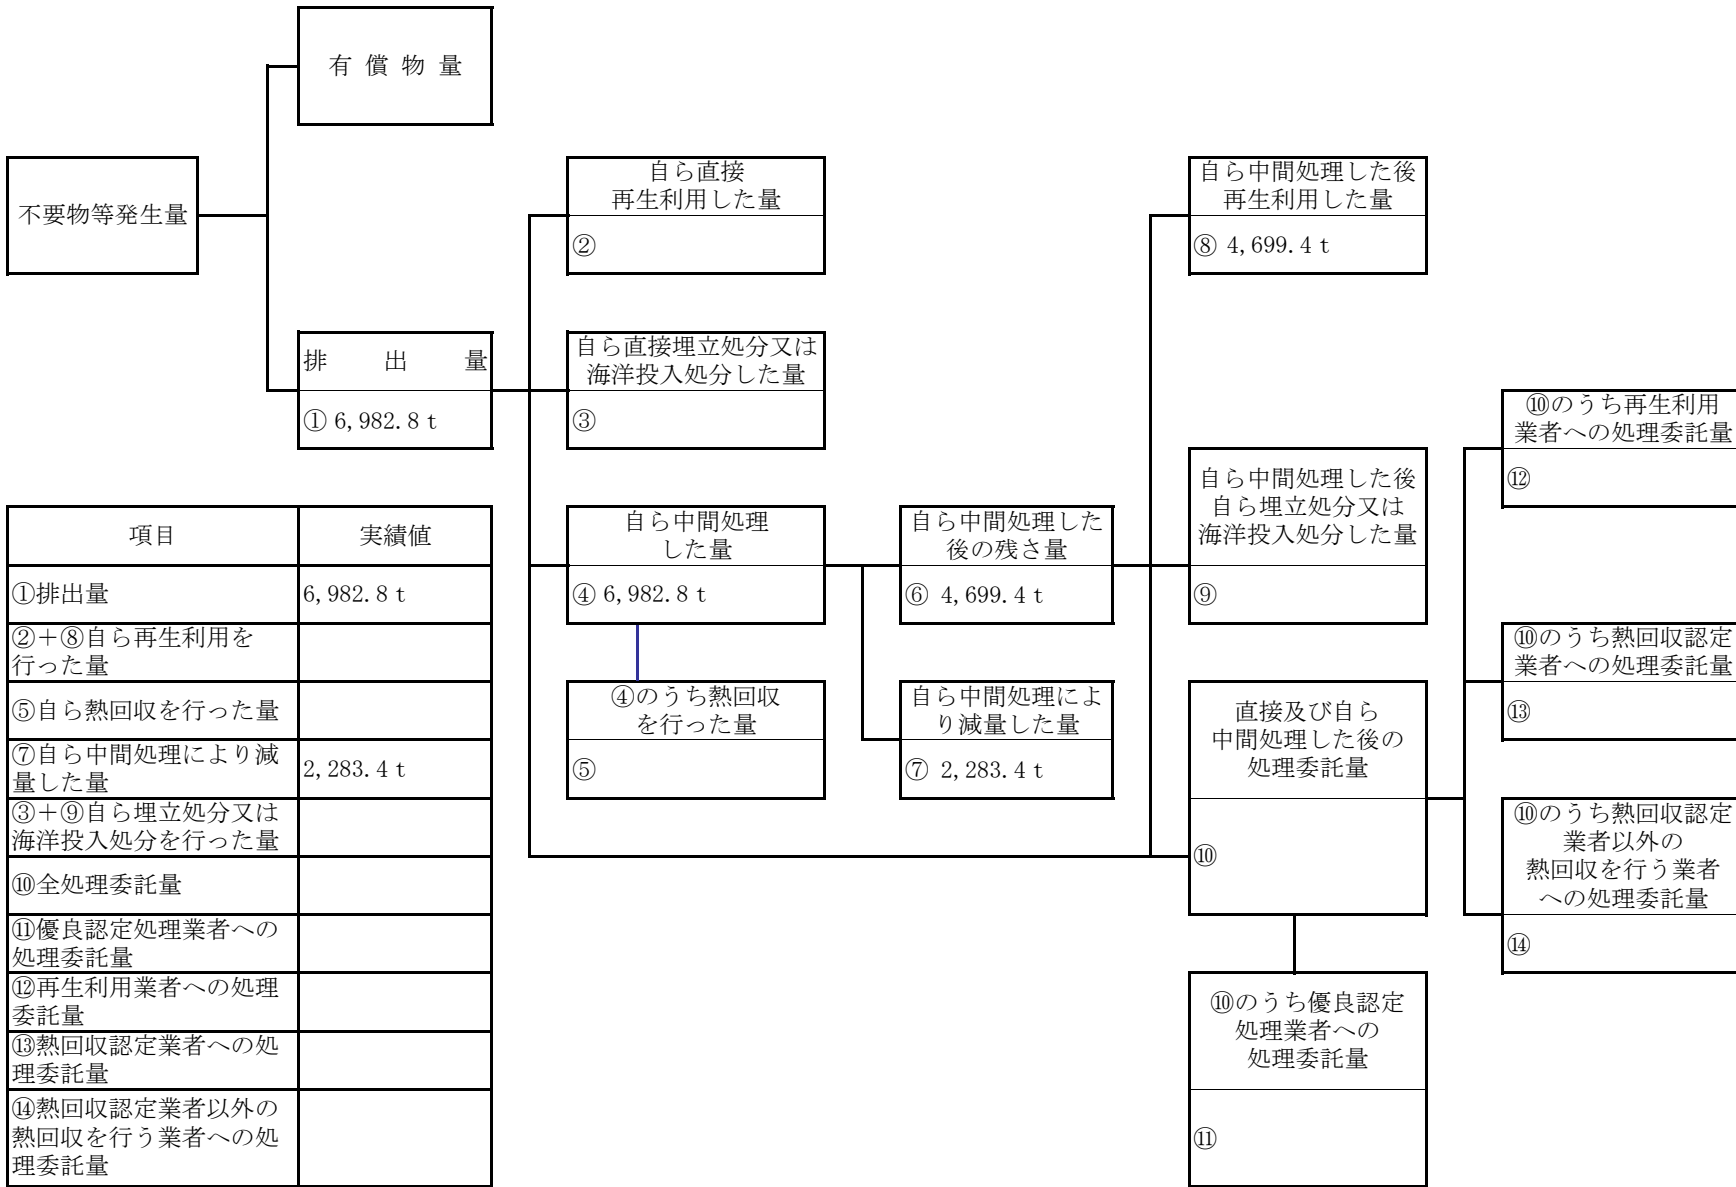 有 償 物 量
不要物等発生量
自ら直接
再生利用した量
②
自ら中間処理した後
再生利用した量
⑧ 4,699.4 t
排 出 量
① 6,982.8 t
自ら直接埋立処分又は
海洋投入処分した量
③
⑩のうち再生利用
業者への処理委託量
⑫
自ら中間処理した後
自ら埋立処分又は
海洋投入処分した量
⑨
自ら中間処理
した量
④ 6,982.8 t
自ら中間処理した
後の残さ量
⑥ 4,699.4 t
⑩のうち熱回収認定
業者への処理委託量
⑬
④のうち熱回収
を行った量
⑤
自ら中間処理によ
り減量した量
⑦ 2,283.4 t
直接及び自ら
中間処理した後の
処理委託量
⑩
⑩のうち熱回収認定
業者以外の
熱回収を行う業者
への処理委託量
⑭
⑩のうち優良認定
処理業者への
処理委託量
⑪
項目 実績値
①排出量 6,982.8 t
②＋⑧自ら再生利用を
行った量
⑤自ら熱回収を行った量
⑦自ら中間処理により減
量した量 2,283.4 t
③＋⑨自ら埋立処分又は
海洋投入処分を行った量
⑩全処理委託量
⑪優良認定処理業者への
処理委託量
⑫再生利用業者への処理
委託量
⑬熱回収認定業者への処
理委託量
⑭熱回収認定業者以外の
熱回収を行う業者への処
理委託量